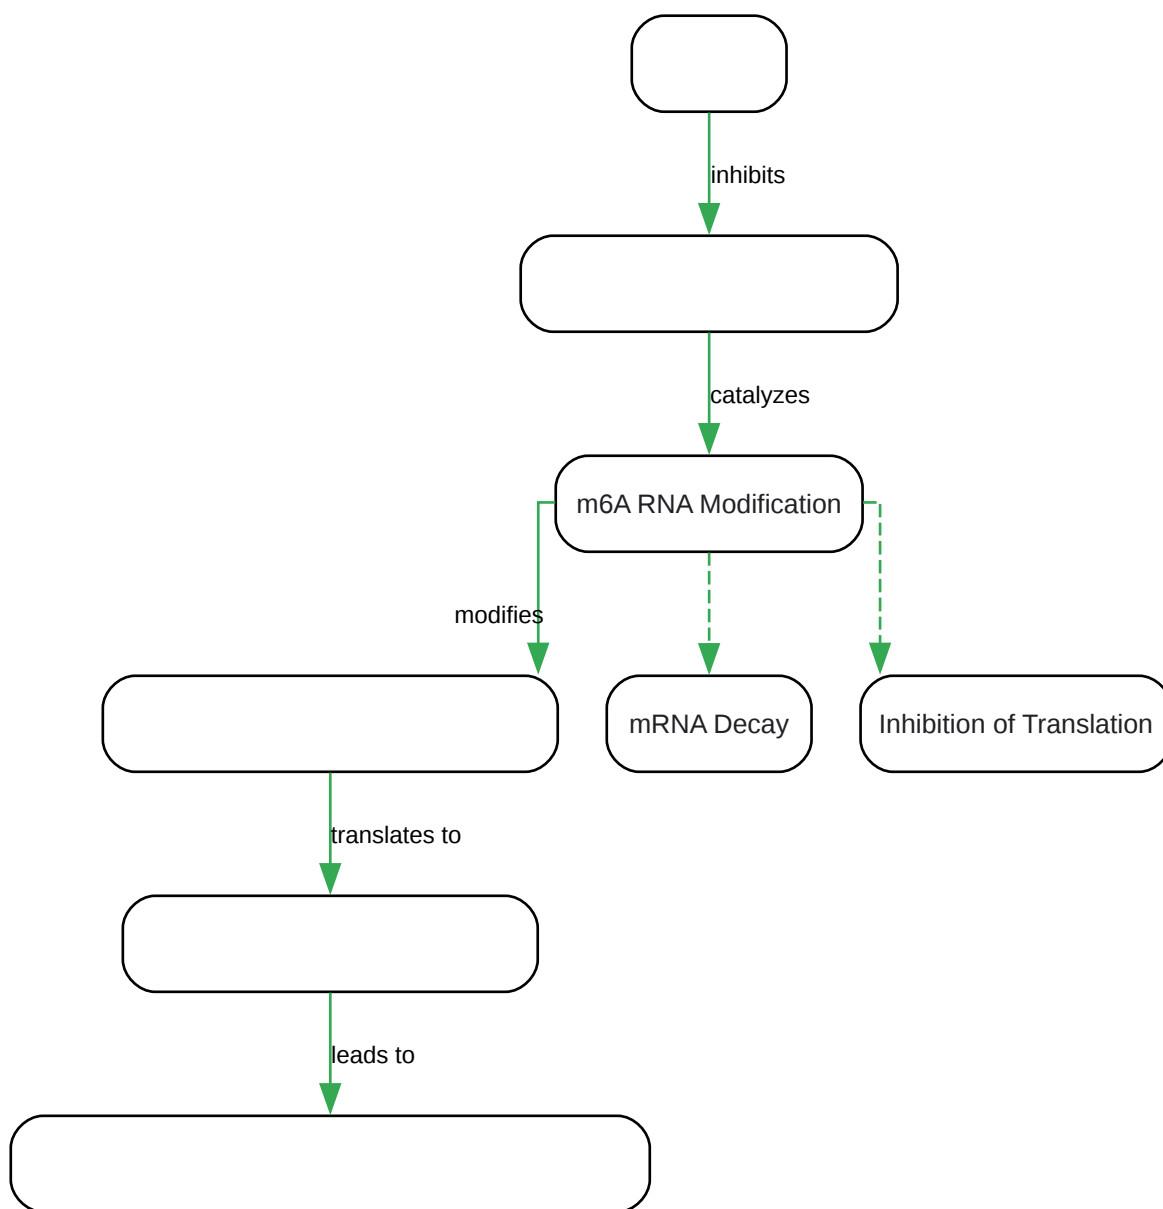 inhibits
catalyzes
m6A RNA Modification
modifies
mRNA Decay
Inhibition of Translation
translates to
leads to